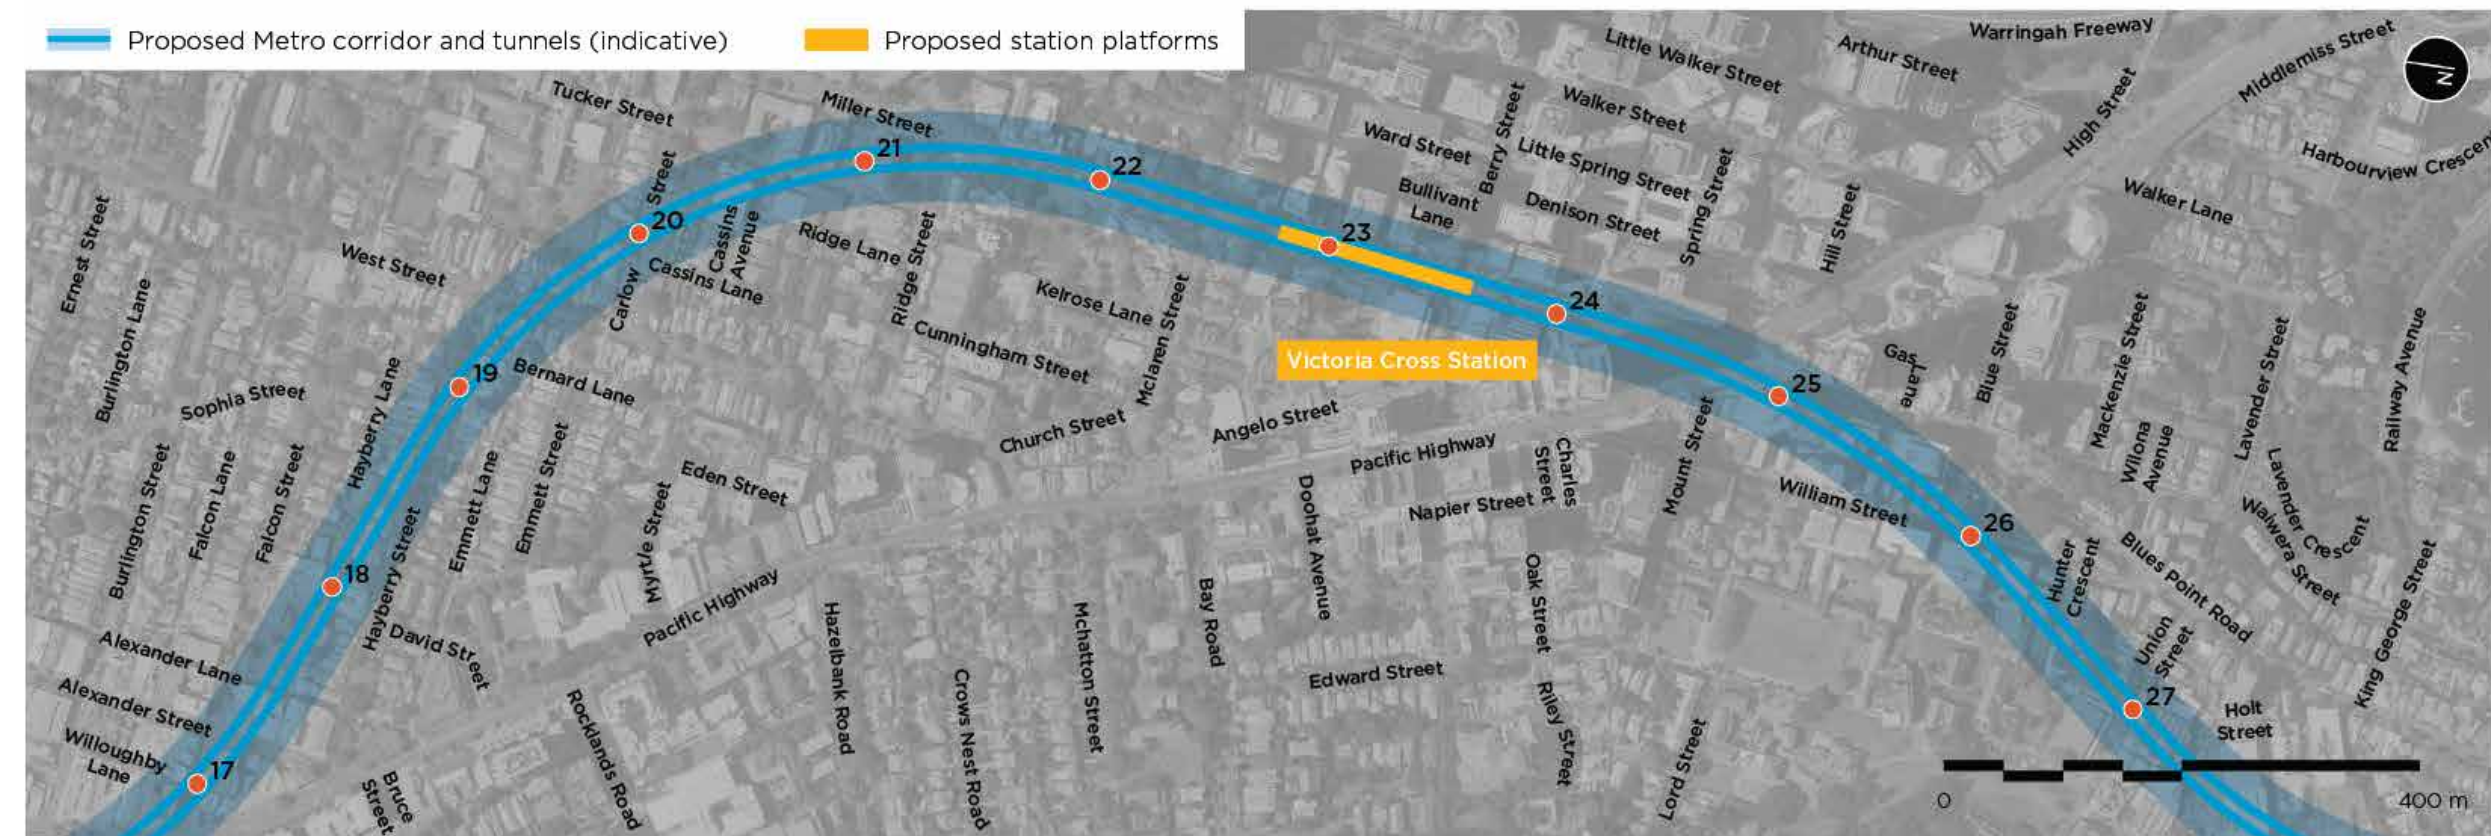 Proposed Metro corridor and tunnels (indicative)
Proposed station platforms
Warringah Freeway
Little Walker Street
Arthur Street
Middlemiss Street
N
High Street
Tucker Street
Miller Street
Walker Street
Berry Street
Ward Street
Little Spring Street
Harbourview Crescen
21
22
Street
20
Cassins
Avenue
Ridge Lane
Ridge Street
Bullivant
Lane
Denison Street
Spring Street
Hill Street
Walker Lane
23
Ernest Street
West Street
Burlington Lane
Carlow
Cassins Lane
Kelrose Lane
Mclaren Street
24
Cunningham Street
Victoria Cross Station
Gas
Lane
Blue Street
Mackenzie Street
Lavender Street
Railway Avenue
25
19
Bernard Lane
Sophia Street
Hayberry Lane
Church Street
Angelo Street
Pacific Highway
Charles
Street
Mount Street
Wilona
Avenue
Burlington Street
Falcon Lane
Falcon Street
Emmett Lane
Emmett Street
Eden Street
Myrtle Street
Doohat Avenue
Napier Street
William Street
26
Lavender Crescent
Waiwera Street
18
Hayberry Street
Hunter
Crescent
Blues Point Road
King George Street
David Street
Pacific Highway
Hazelbank Road
Mchatton Street
Bay Road
Oak Street
Union
Street
Alexander Lane
Alexander Street
Willoughby
Lane
17
Bruce
Street
Rocklands Road
Crows Nest Road
Edward Street
Riley Street
Lord Street
27
Holt
Street
0
400 m